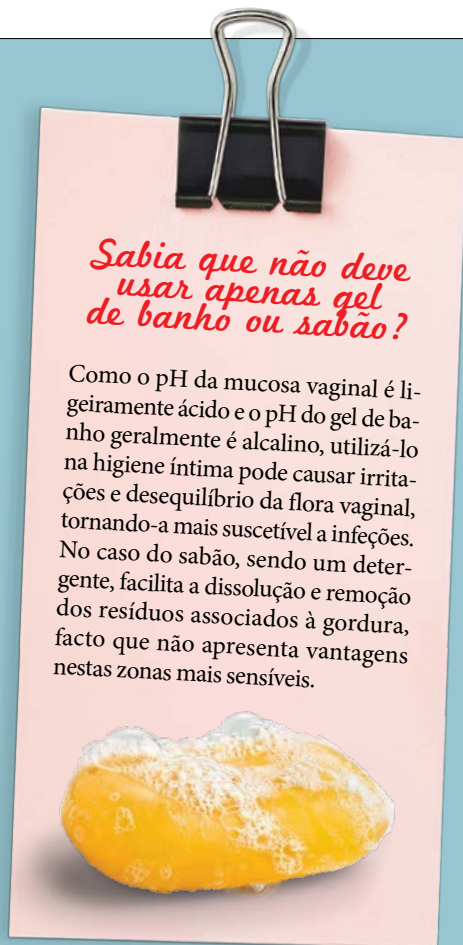 Sabia que não deve
usar apenas gel
de banho ou sabão?
Como o pH da mucosa vaginal é li-
geiramente ácido e o pH do gel de ba-
nho geralmente é alcalino, utilizá-lo
na higiene íntima pode causar irrita-
ções e desequilíbrio da flora vaginal,
tornando-a mais suscetível a infeções.
No caso do sabão, sendo um deter-
gente, facilita a dissolução e remoção
dos resíduos associados à gordura,
facto que não apresenta vantagens
nestas zonas mais sensíveis.